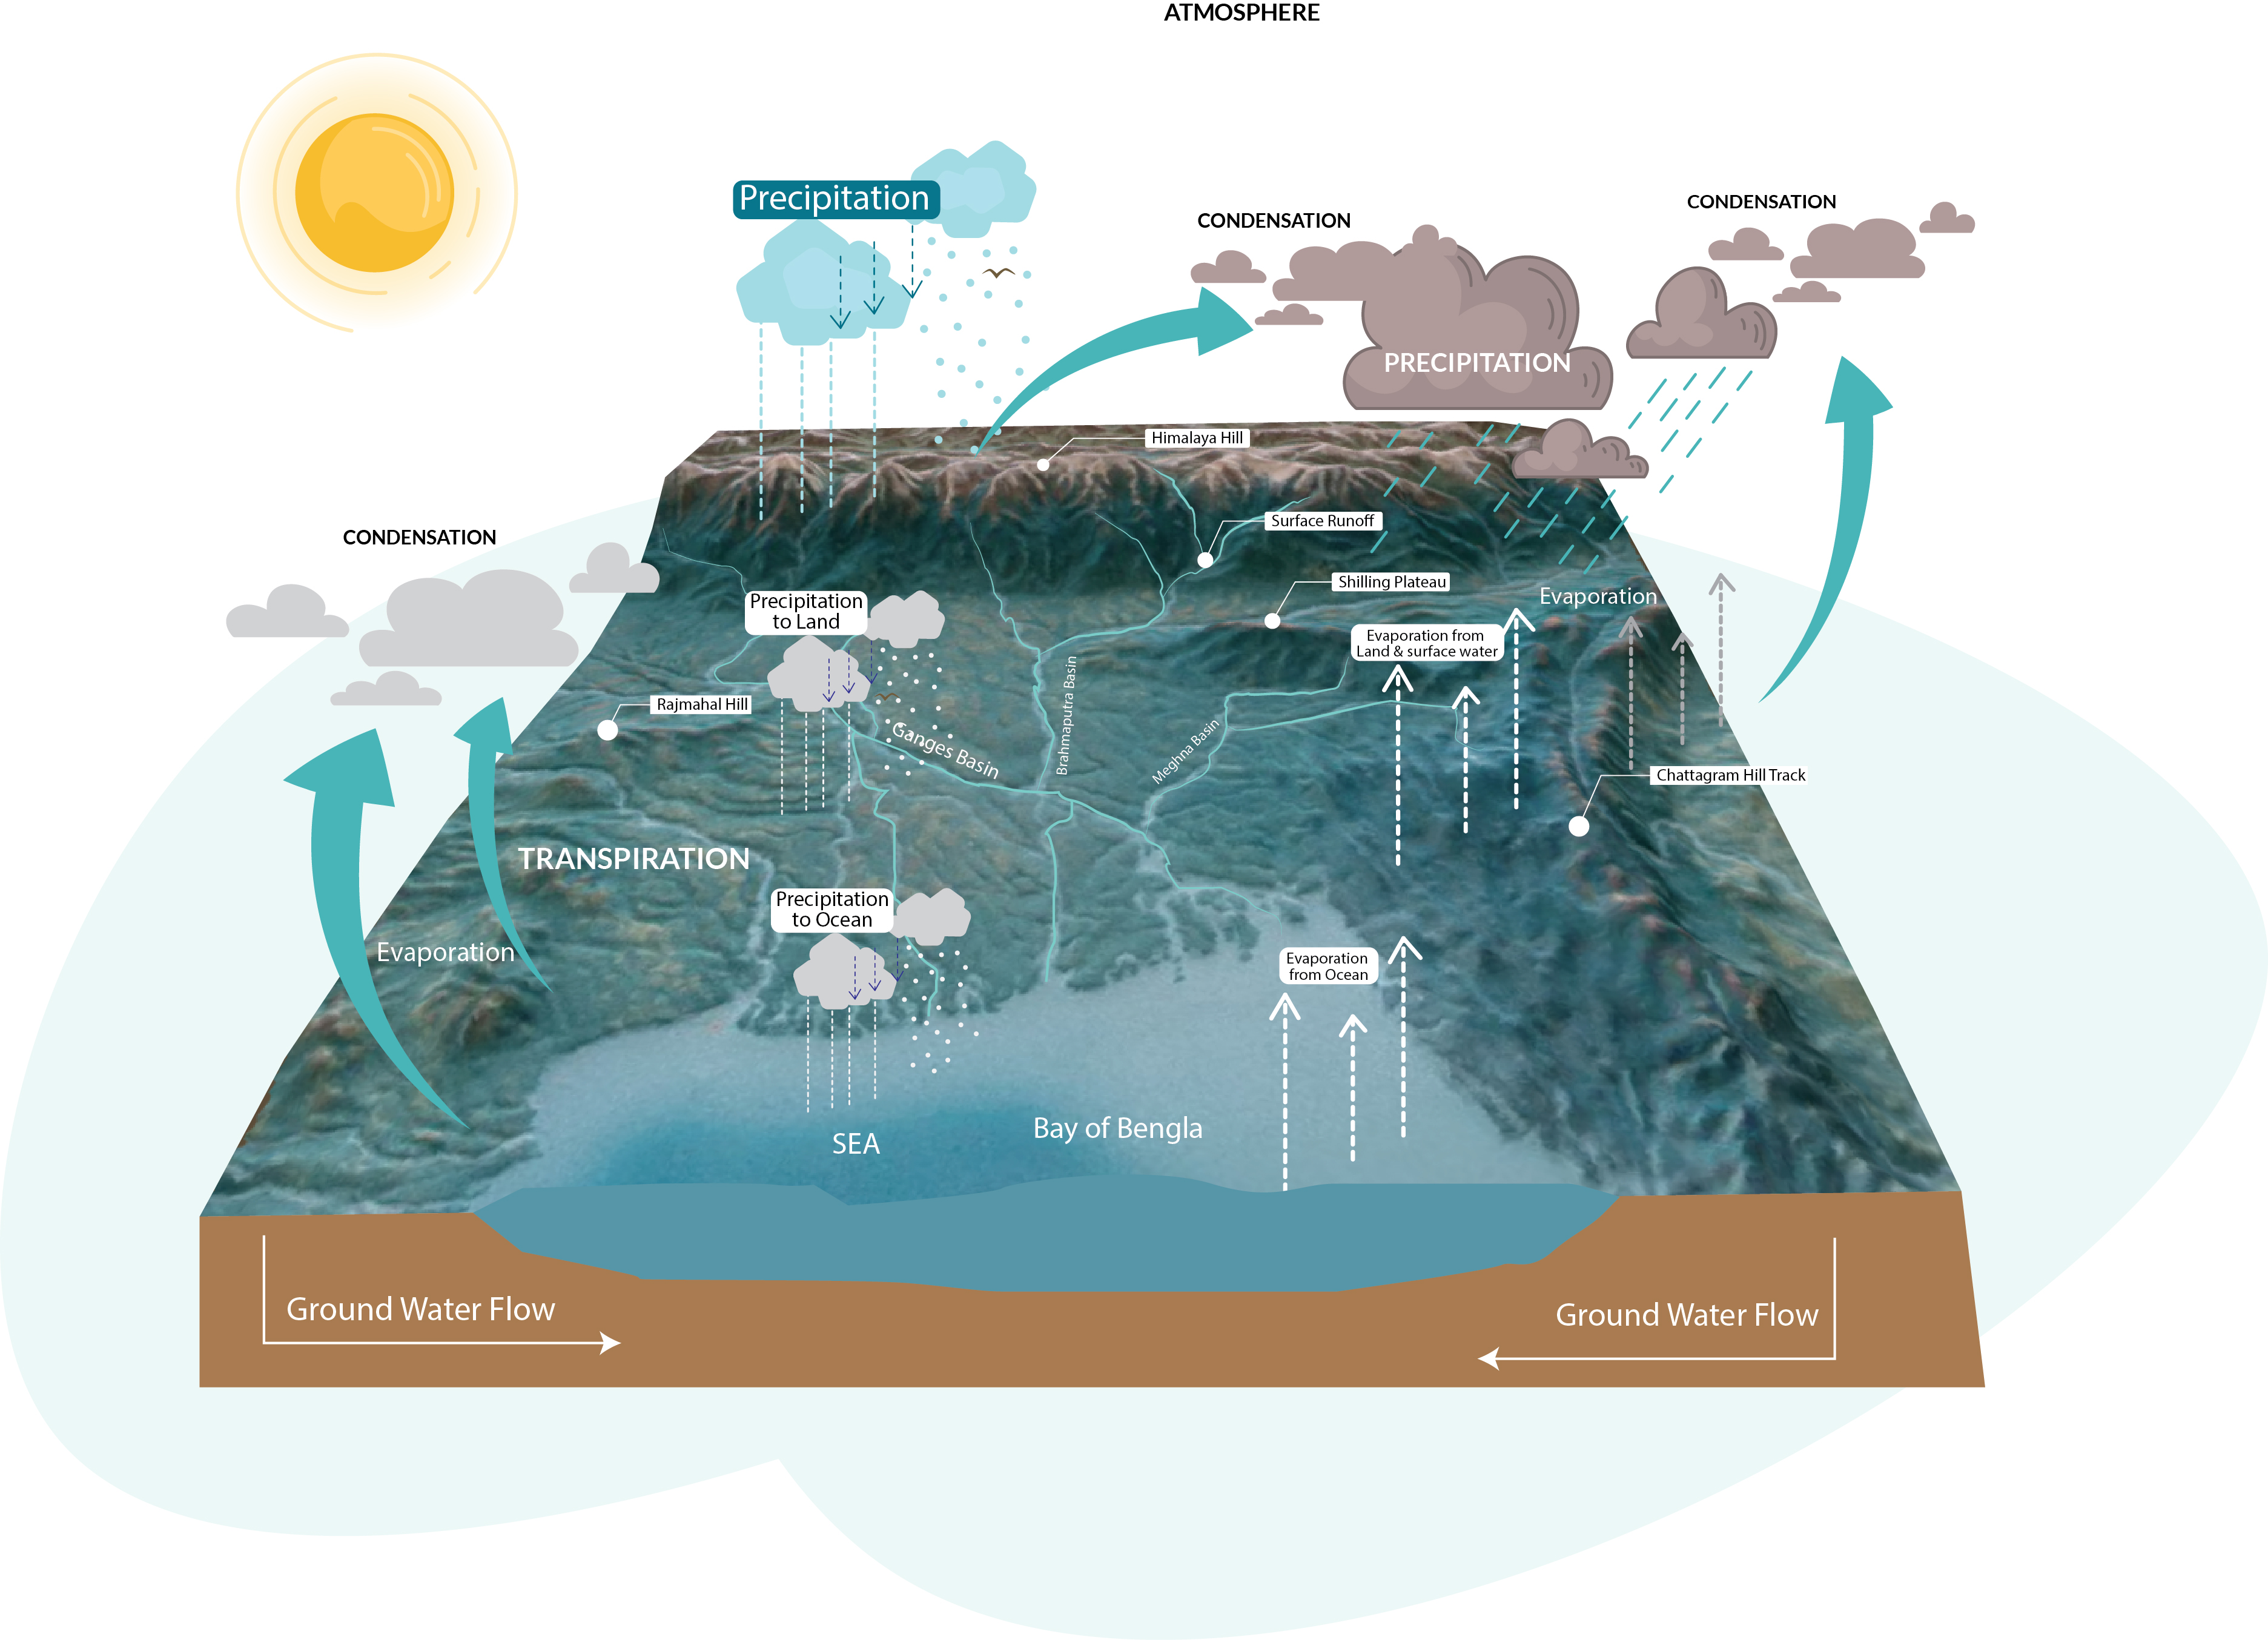 ATMOSPHERE
Precipitation
CONDENSATION
CONDENSATION
PRECIPITATION
Himalaya Hill
Surface Runoff
CONDENSATION
Shilling Plateau
Precipitation
to Land
Evaporation
Evaporation from
Land & surface water
Rajmahal Hill
Ganges Basin
Brahmaputra Basin
Meghna Basin
Chattagram Hill Track
TRANSPIRATION
Precipitation
to Ocean
Evaporation
Evaporation
from Ocean
SEA
Bay of Bengla
Ground Water Flow
Ground Water Flow